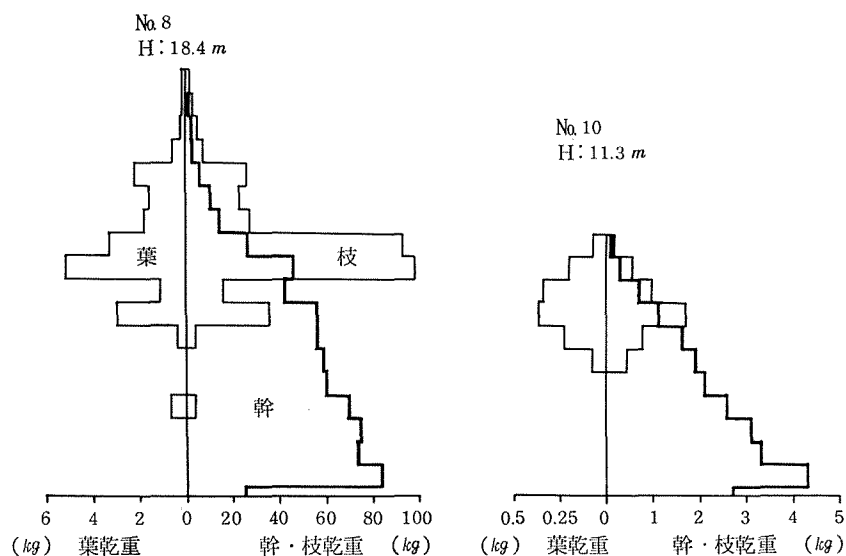 No. 8
H：18.4 m
No. 10
H：11.3 m
葉
枝
幹
6 4 2 0 20 40 60 80 100
(kg) 葉乾重 幹・枝乾重 (kg)
0.5 0.25 0 1 2 3 4 5
(kg) 葉乾重 幹・枝乾重 (kg)